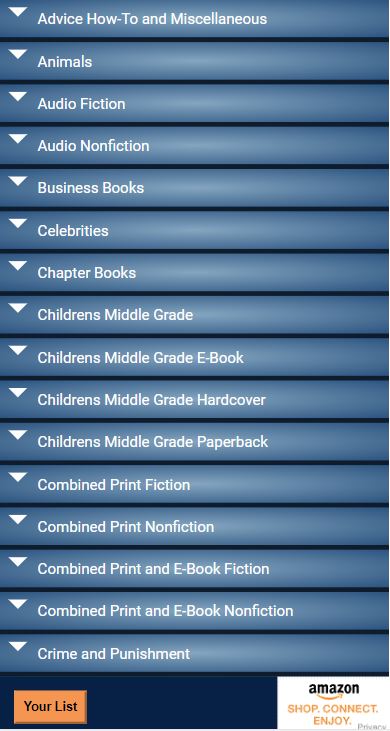 Advice How-To and Miscellaneous
Animals
Audio Fiction
Audio Nonfiction
Business Books
Celebrities
Chapter Books
Childrens Middle Grade
Childrens Middle Grade E-Book
Childrens Middle Grade Hardcover
Childrens Middle Grade Paperback
Combined Print Fiction
Combined Print Nonfiction
Combined Print and E-Book Fiction
Combined Print and E-Book Nonfiction
Crime and Punishment
Your List
amazon
SHOP. CONNECT.
ENJOY.
Privacy